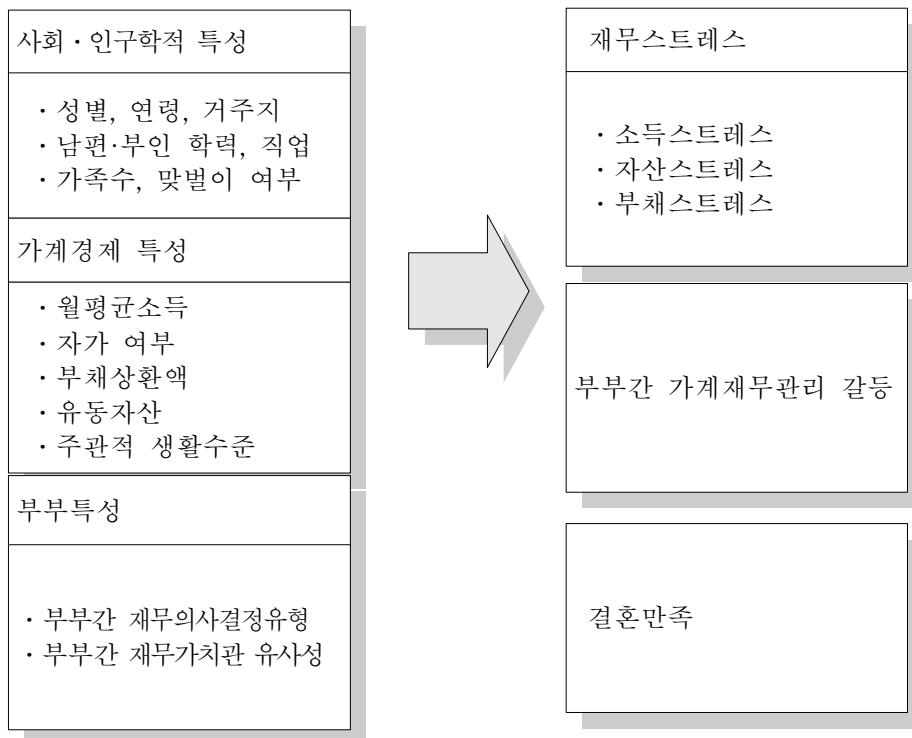 사회·인구학적 특성
·성별, 연령, 거주지
·남편·부인 학력, 직업
·가족수, 맞벌이 여부
가계경제 특성
·월평균소득
·자가 여부
·부채상환액
·유동자산
·주관적 생활수준
부부특성
·부부간 재무의사결정유형
·부부간 재무가치관 유사성
재무스트레스
·소득스트레스
·자산스트레스
·부채스트레스
부부간 가계재무관리 갈등
결혼만족